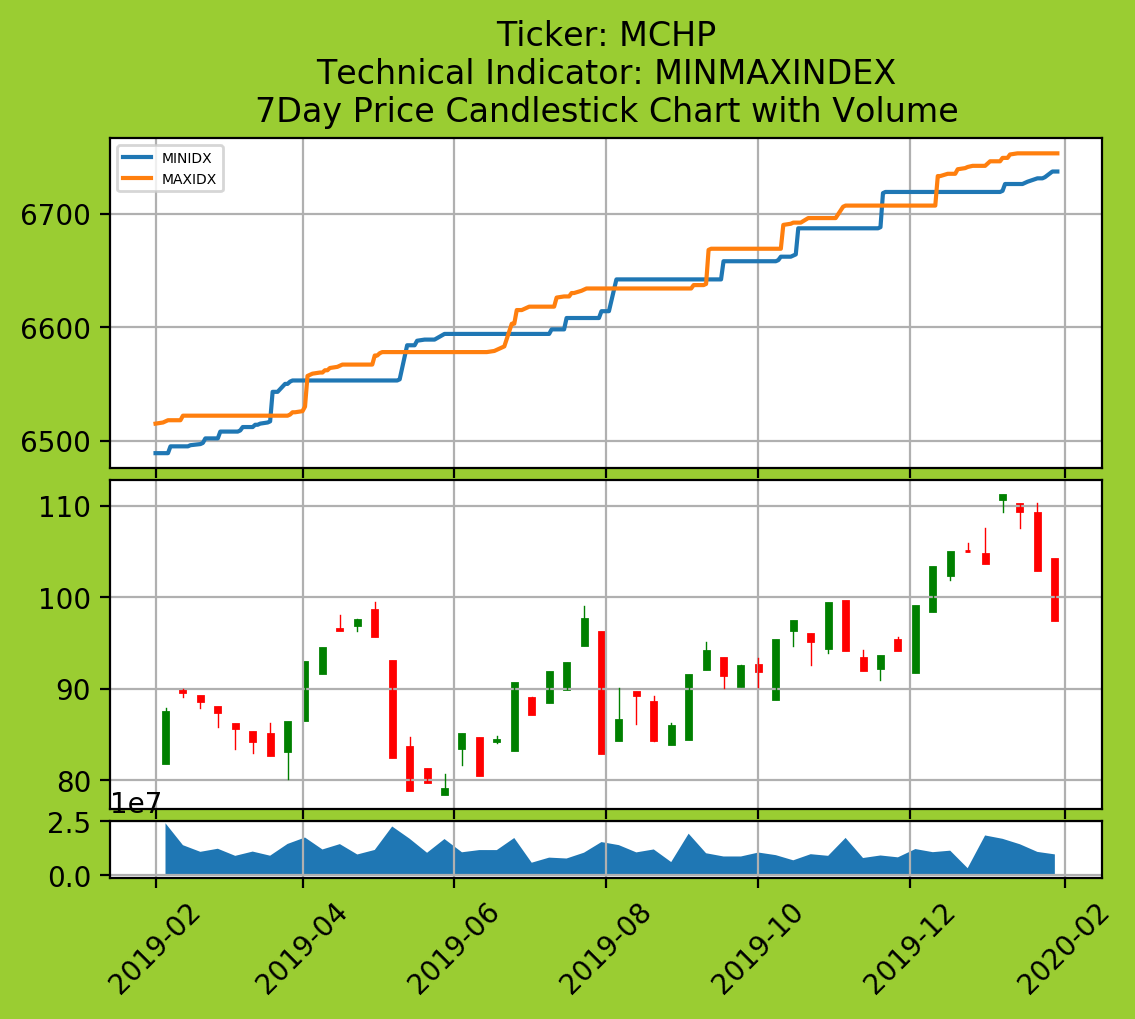 Ticker: MCHP
Technical Indicator: MINMAXINDEX
7Day Price Candlestick Chart with Volume
MINIDX
MAXIDX
6700
6600
6500
110
100
90
80
1e7
2.5
0.0
2019-02
2019-04
2019-06
2019-08
2019-10
2019-12
2020-02